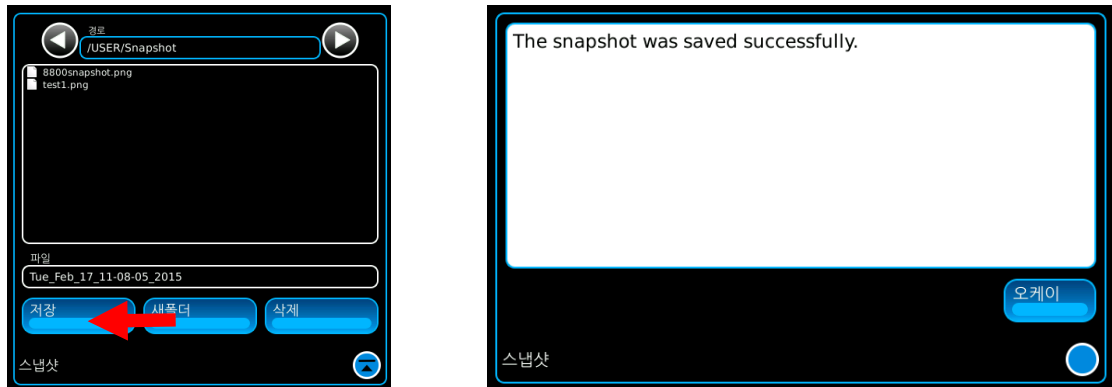 경로
/USER/Snapshot
8800snapshot.png
test1.png
파일
Tue_Feb_17_11-08-05_2015
저장 새폴더 삭제
스냅샷
The snapshot was saved successfully.
오케이
스냅샷